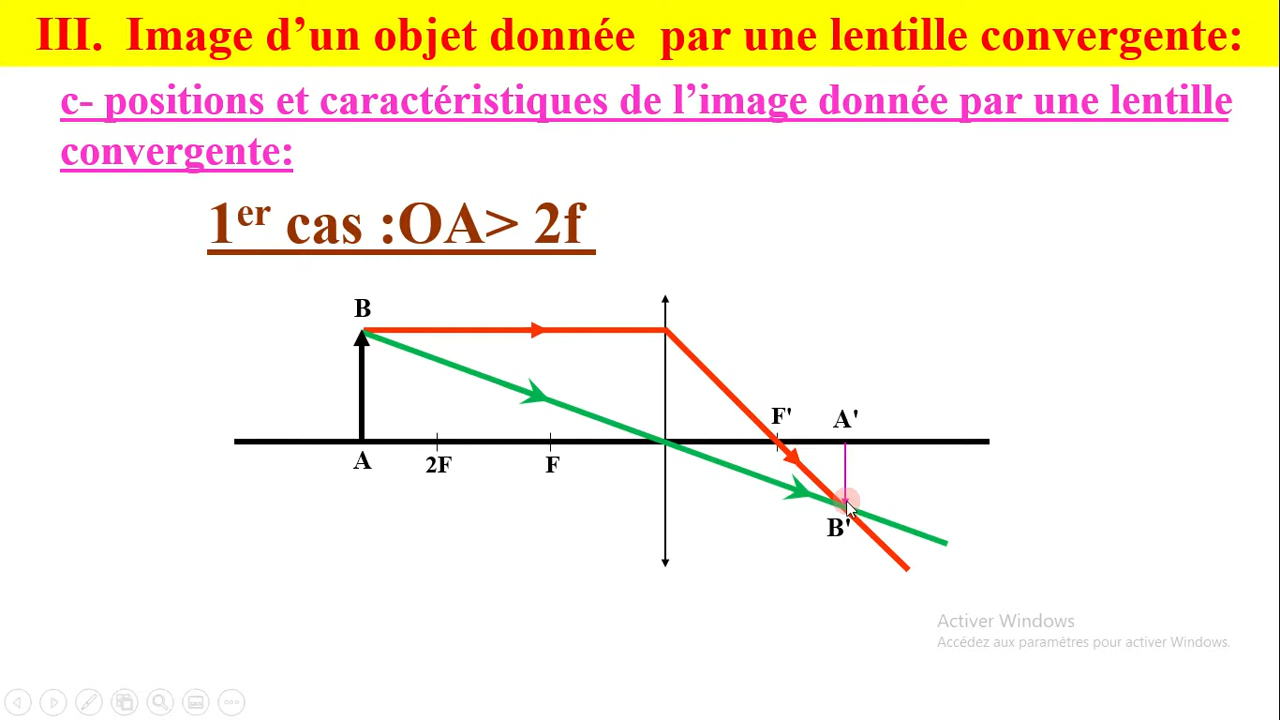 III. Image d’un objet donnée par une lentille convergente:
c- positions et caractéristiques de l’image donnée par une lentille
convergente:
1er cas :OA> 2f
B
F'
A'
A
2F
F
B'
Activer Windows
Accédez aux paramètres pour activer Windows.